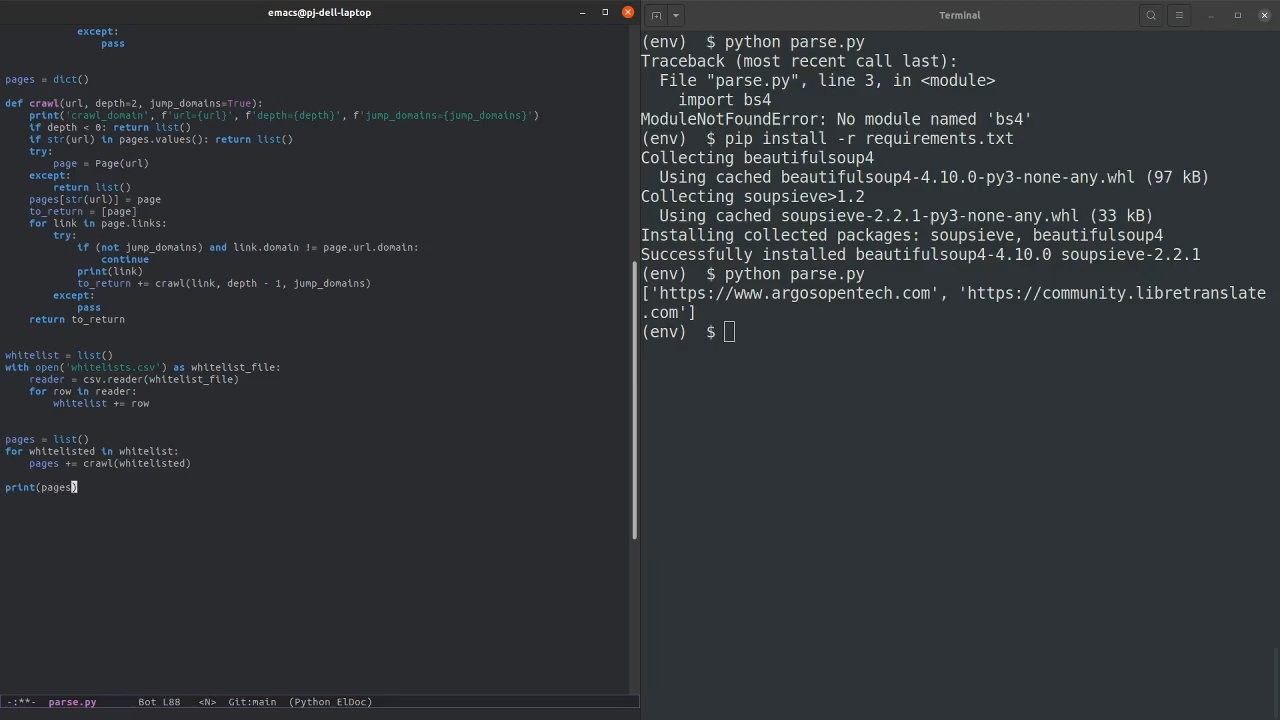 emacs@pj-dell-laptop
            except:
                pass
pages = dict()
def crawl(url, depth=2, jump_domains=True):
    print('crawl_domain', f'url={url}', f'depth={depth}', f'jump_domains={jump_domains}')
    if depth < 0: return list()
    if str(url) in pages.values(): return list()
    try:
        page = Page(url)
    except:
        return list()
    pages[str(url)] = page
    to_return = [page]
    for link in page.links:
        try:
            if (not jump_domains) and link.domain != page.url.domain:
                continue
            print(link)
            to_return += crawl(link, depth - 1, jump_domains)
        except:
            pass
    return to_return
whitelist = list()
with open('whitelists.csv') as whitelist_file:
    reader = csv.reader(whitelist_file)
    for row in reader:
        whitelist += row
pages = list()
for whitelisted in whitelist:
    pages += crawl(whitelisted)
print(pages)
-:**-  parse.py       Bot L88   <N>  Git:main  (Python ElDoc)
Terminal
(env)  $ python parse.py
Traceback (most recent call last):
  File "parse.py", line 3, in <module>
    import bs4
ModuleNotFoundError: No module named 'bs4'
(env)  $ pip install -r requirements.txt
Collecting beautifulsoup4
  Using cached beautifulsoup4-4.10.0-py3-none-any.whl (97 kB)
Collecting soupsieve>1.2
  Using cached soupsieve-2.2.1-py3-none-any.whl (33 kB)
Installing collected packages: soupsieve, beautifulsoup4
Successfully installed beautifulsoup4-4.10.0 soupsieve-2.2.1
(env)  $ python parse.py
['https://www.argosopentech.com', 'https://community.libretranslate
.com']
(env)  $